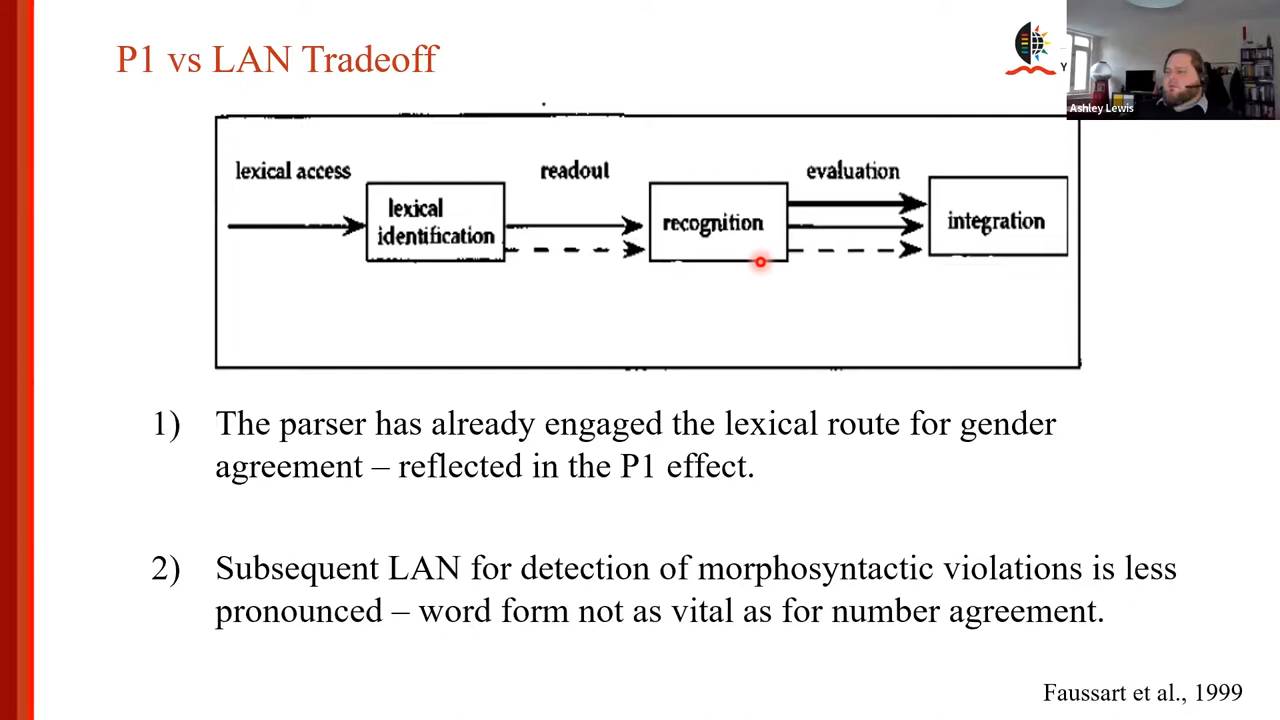 P1 vs LAN Tradeoff
Y
Ashley Lewis
lexical access
readout
evaluation
lexical
identification
recognition
integration
1) The parser has already engaged the lexical route for gender
agreement – reflected in the P1 effect.
2) Subsequent LAN for detection of morphosyntactic violations is less
pronounced – word form not as vital as for number agreement.
Faussart et al., 1999